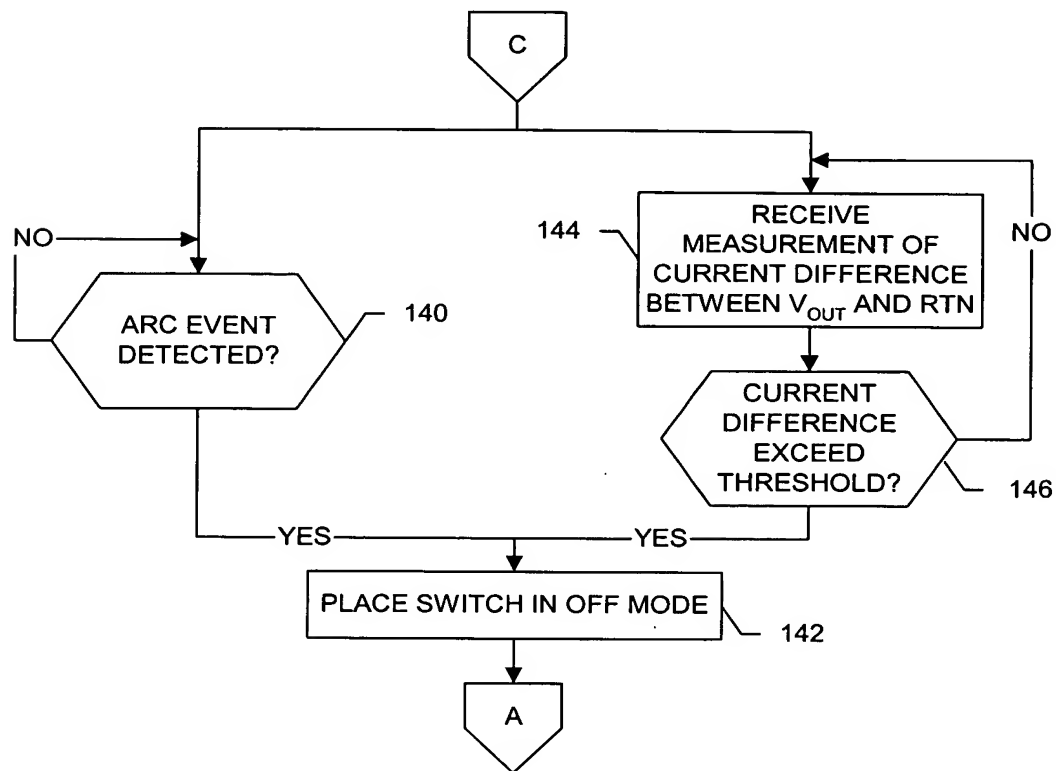 C
NO
ARC EVENT
DETECTED?
140
144
RECEIVE
MEASUREMENT OF
CURRENT DIFFERENCE
BETWEEN VOUT AND RTN
NO
CURRENT
DIFFERENCE
EXCEED
THRESHOLD?
146
YES
YES
PLACE SWITCH IN OFF MODE
142
A